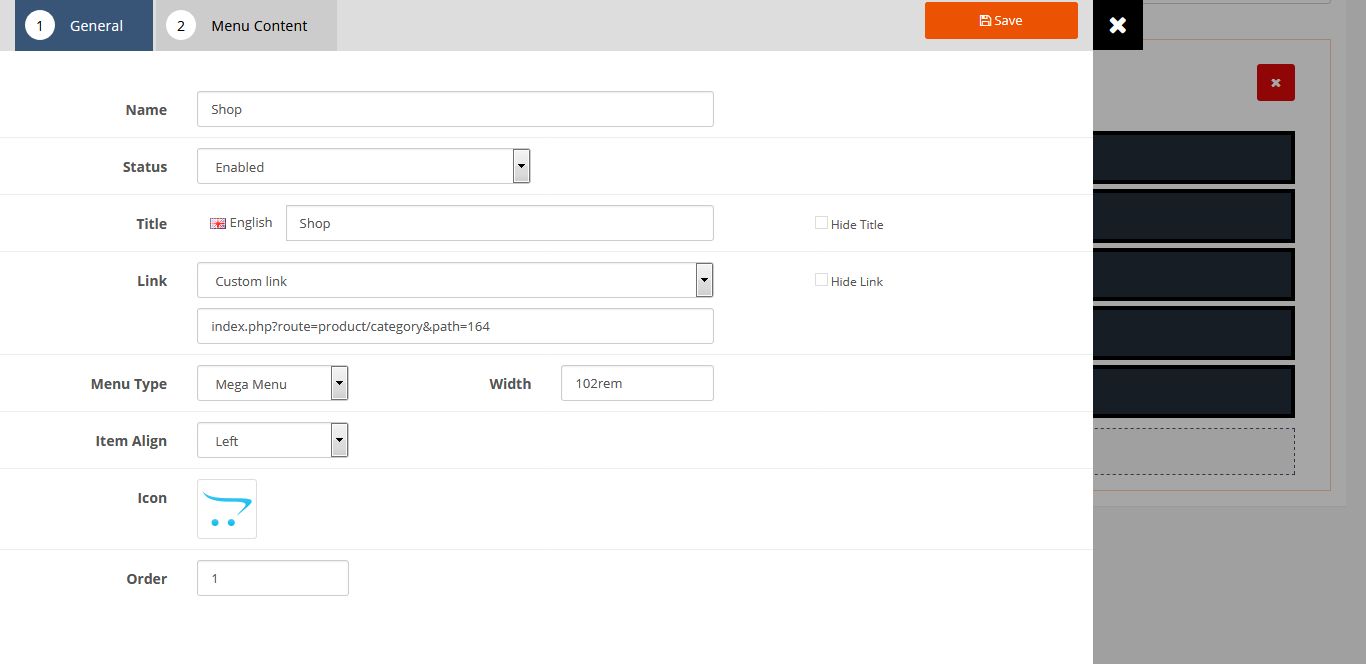 1 General 2 Menu Content Save
Name Shop
Status Enabled
Title English Shop Hide Title
Link Custom link Hide Link
index.php?route=product/category&path=164
Menu Type Mega Menu Width 102rem
Item Align Left
Icon
Order 1